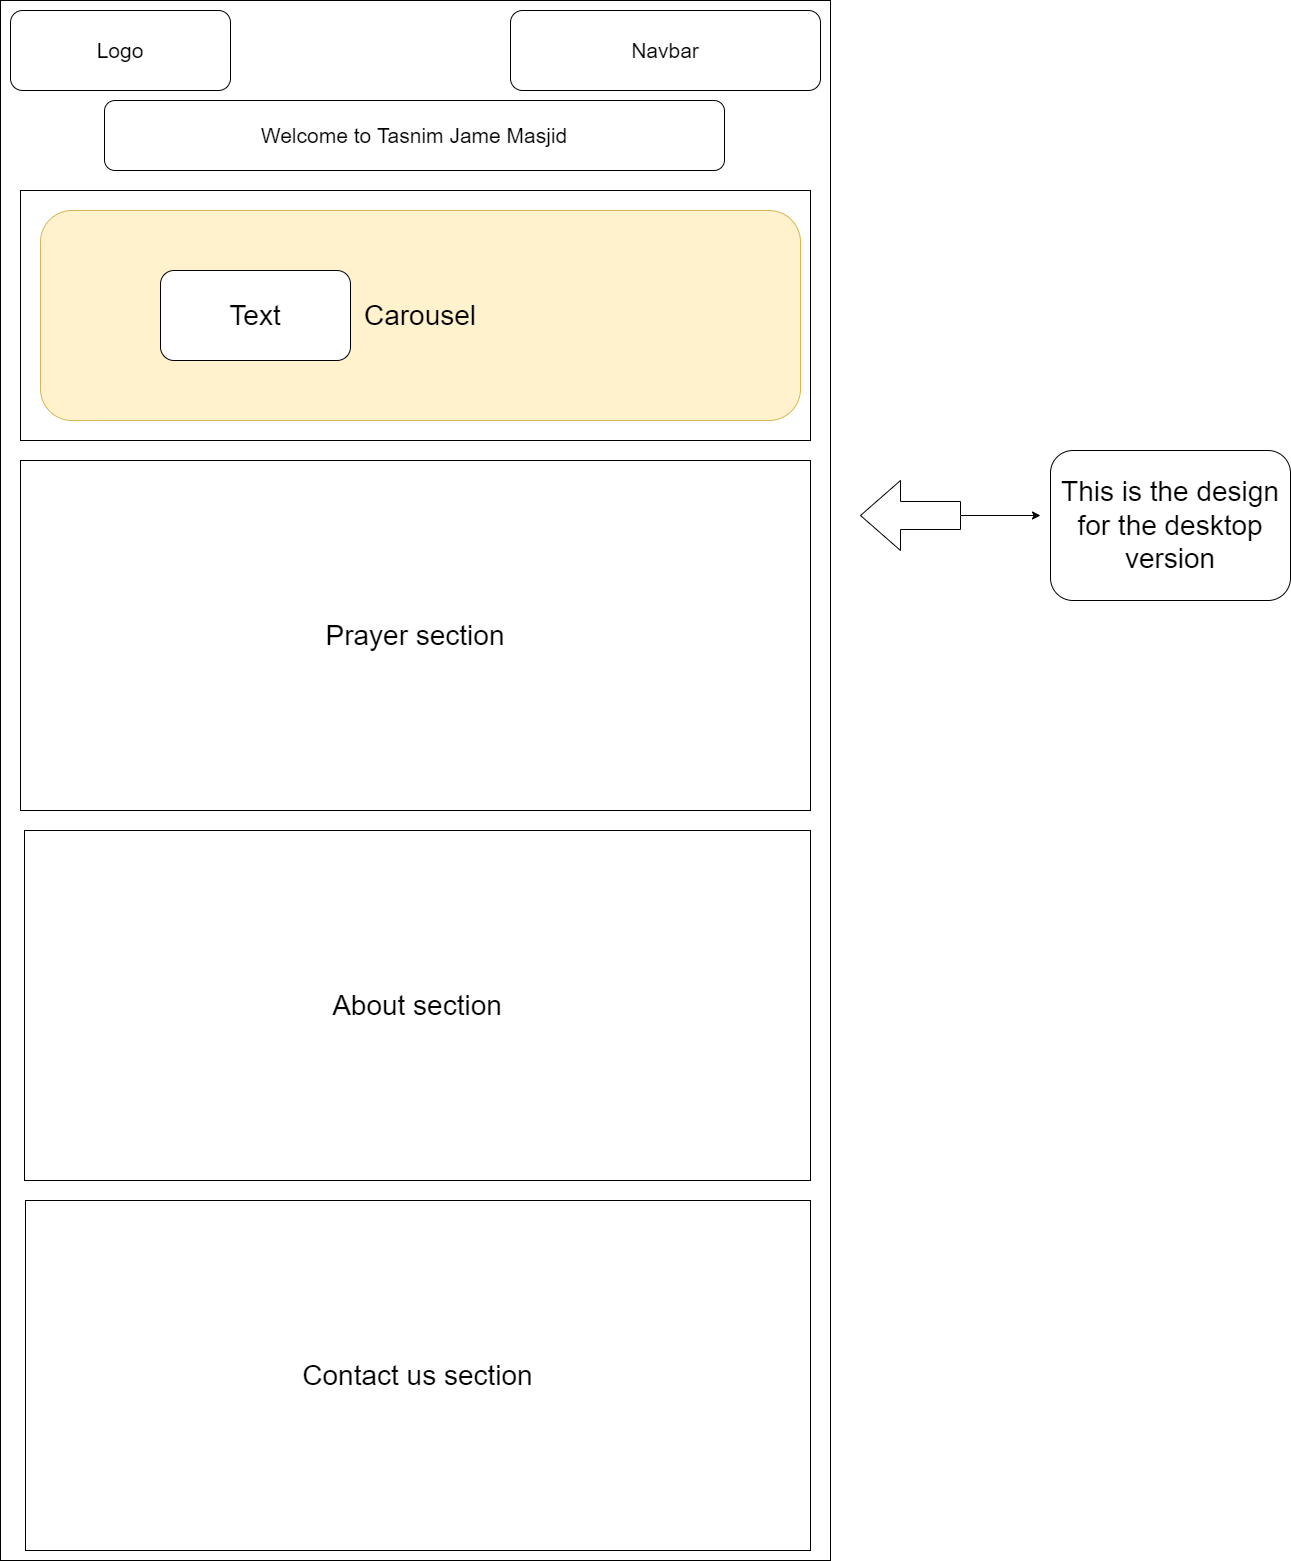 Logo
Navbar
Welcome to Tasnim Jame Masjid
Text
Carousel
This is the design
for the desktop
version
Prayer section
About section
Contact us section